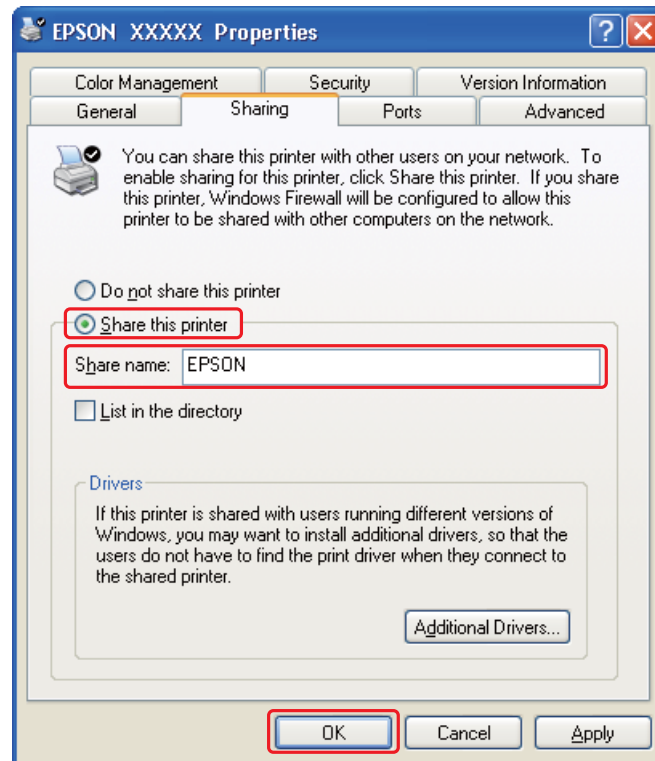 EPSON XXXXX Properties
Color Management Security Version Information
General Sharing Ports Advanced
You can share this printer with other users on your network. To
enable sharing for this printer, click Share this printer. If you share
this printer, Windows Firewall will be configured to allow this
printer to be shared with other computers on the network.
Do not share this printer
Share this printer
Share name: EPSON
List in the directory
Drivers
If this printer is shared with users running different versions of
Windows, you may want to install additional drivers, so that the
users do not have to find the print driver when they connect to
the shared printer.
Additional Drivers...
OK Cancel Apply